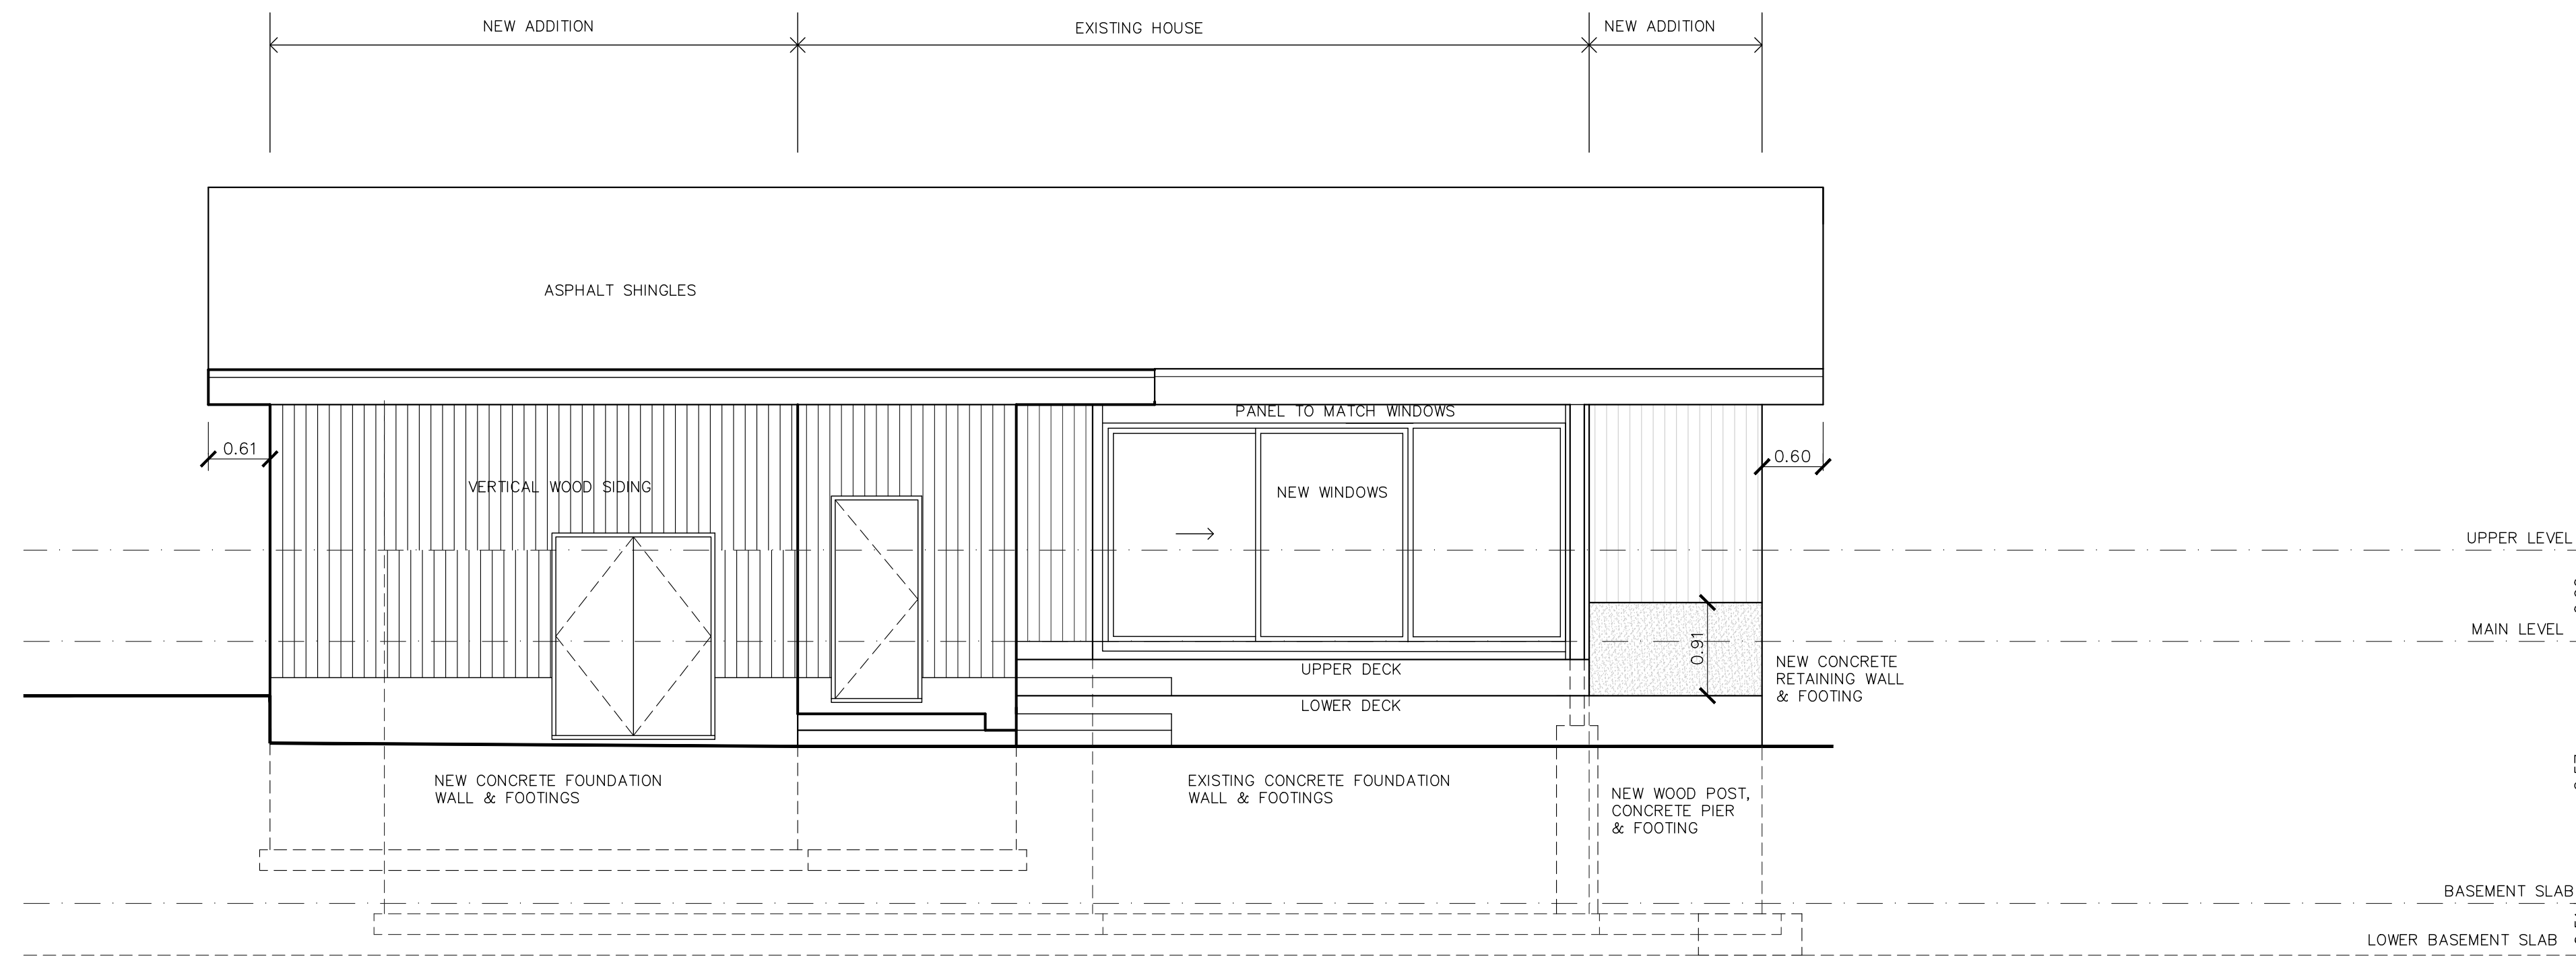 NEW ADDITION
EXISTING HOUSE
NEW ADDITION
ASPHALT SHINGLES
PANEL TO MATCH WINDOWS
0.61
0.60
VERTICAL WOOD SIDING
NEW WINDOWS
UPPER LEVEL
MAIN LEVEL
0.91
NEW CONCRETE
RETAINING WALL
& FOOTING
UPPER DECK
LOWER DECK
NEW CONCRETE FOUNDATION
WALL & FOOTINGS
EXISTING CONCRETE FOUNDATION
WALL & FOOTINGS
NEW WOOD POST,
CONCRETE PIER
& FOOTING
BASEMENT SLAB
LOWER BASEMENT SLAB